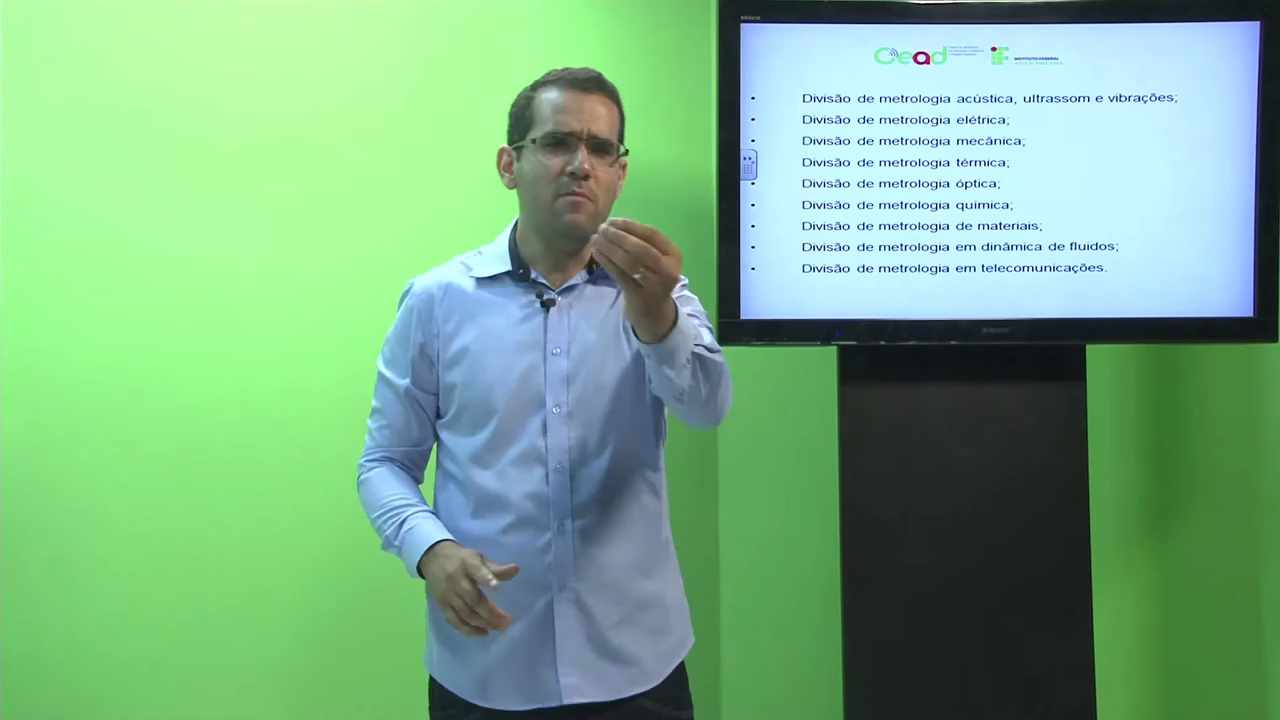 BRAVIA
Cead
INSTITUTO FEDERAL
• Divisão de metrologia acústica, ultrassom e vibrações;
• Divisão de metrologia elétrica;
• Divisão de metrologia mecânica;
• Divisão de metrologia térmica;
• Divisão de metrologia óptica;
• Divisão de metrologia química;
• Divisão de metrologia de materiais;
• Divisão de metrologia em dinâmica de fluidos;
• Divisão de metrologia em telecomunicações.